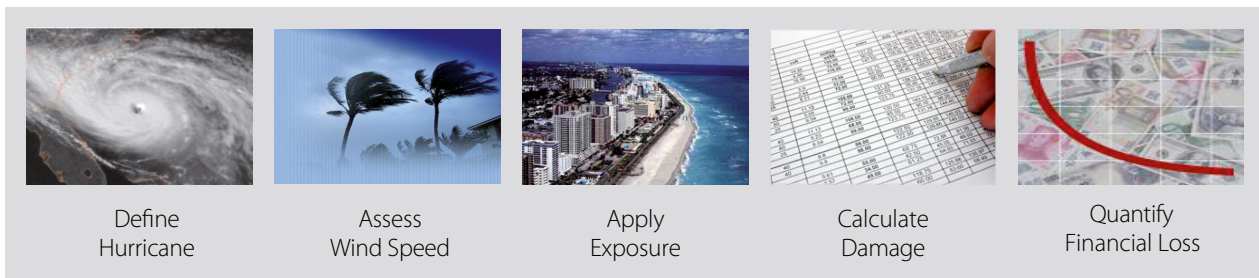 Define
Hurricane
Assess
Wind Speed
Apply
Exposure
Calculate
Damage
Quantify
Financial Loss